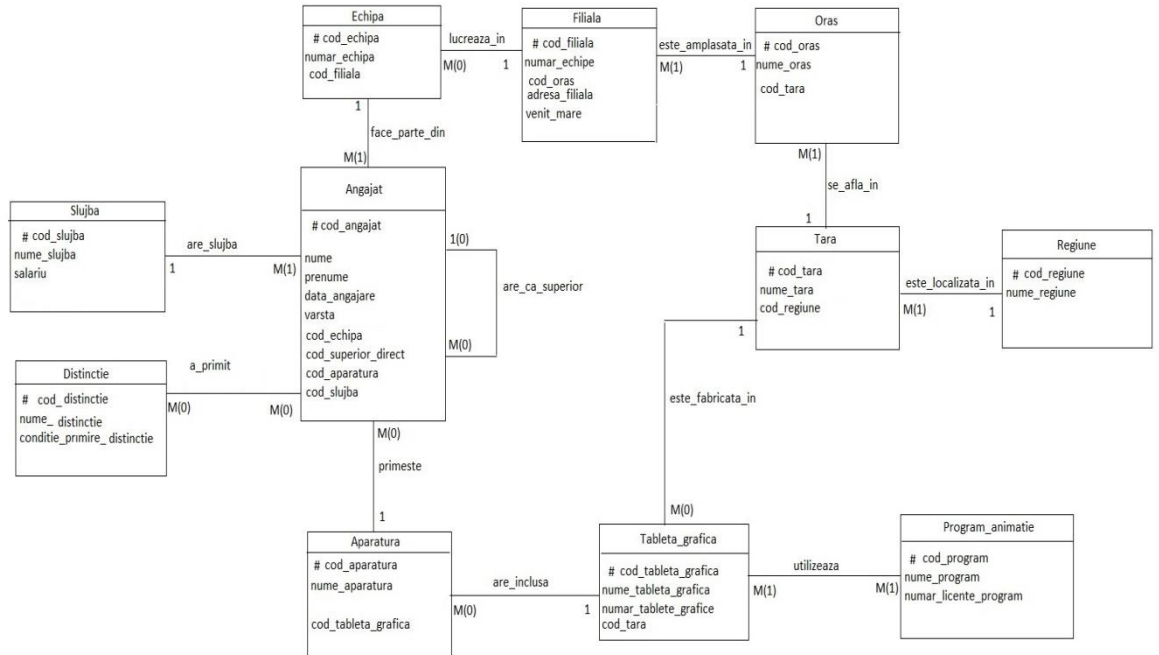 Echipa
# cod_echipa
numar_echipa
cod_filiala
lucreaza_in
M(0)
1
Filiala
# cod_filiala
numar_echipe
cod_oras
adresa_filiala
venit_mare
este_amplasata_in
M(1)
1
Oras
# cod_oras
nume_oras
cod_tara
1
face_parte_din
M(1)
M(1)
se_afla_in
1
Slujba
# cod_slujba
nume_slujba
salariu
are_slujba
1
M(1)
Angajat
# cod_angajat
nume
prenume
data_angajare
varsta
cod_echipa
cod_superior_direct
cod_aparatura
cod_slujba
1(0)
are_ca_superior
M(0)
Tara
# cod_tara
nume_tara
cod_regiune
este_localizata_in
M(1)
1
Regiune
# cod_regiune
nume_regiune
Distinctie
# cod_ distinctie
nume_ distinctie
conditie_primire_ distinctie
a_primit
M(0)
M(0)
1
este_fabricata_in
M(0)
M(0)
primeste
1
Aparatura
# cod_aparatura
nume_aparatura
cod_tableta_grafica
are_inclusa
M(0)
1
Tableta_grafica
# cod_tableta_grafica
nume_tableta_grafica
numar_tablete_grafice
cod_tara
utilizeaza
M(1)
M(1)
Program_animatie
# cod_program
nume_program
numar_licente_program